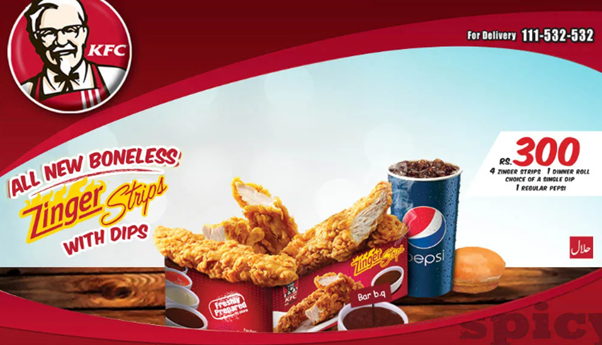 KFC
For Delivery 111-532-532
ALL NEW BONELESS
Zinger
Strips
WITH DIPS
RS. 300
4 ZINGER STRIPS 1 DINNER ROLL
CHOICE OF A SINGLE DIP
1 REGULAR PEPSI
pepsi
حلال
Zinger
Strips
KFC
Freshly
Prepared
Bar b.q
spicy